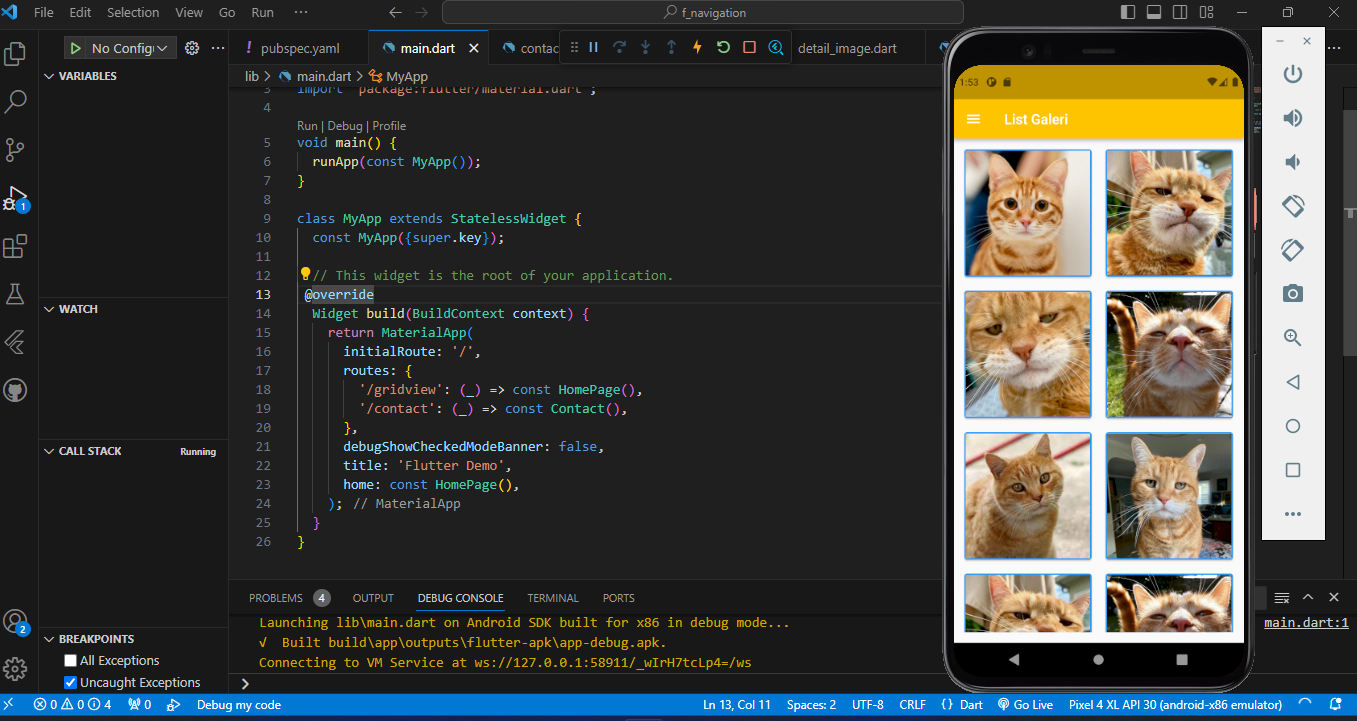 File Edit Selection View Go Run ··· f_navigation
No Config
! pubspec.yaml main.dart contac detail_image.dart
VARIABLES
lib > main.dart > MyApp
3 import 'package:flutter/material.dart';
4
Run | Debug | Profile
5 void main() {
6 runApp(const MyApp());
7 }
8
9 class MyApp extends StatelessWidget {
10 const MyApp({super.key});
11
12 // This widget is the root of your application.
13 @override
14 Widget build(BuildContext context) {
15 return MaterialApp(
16 initialRoute: '/',
17 routes: {
18 '/gridview': (_) => const HomePage(),
19 '/contact': (_) => const Contact(),
20 },
21 debugShowCheckedModeBanner: false,
22 title: 'Flutter Demo',
23 home: const HomePage(),
24 ); // MaterialApp
25 }
26 }
WATCH
CALL STACK Running
BREAKPOINTS
All Exceptions
Uncaught Exceptions
1
2
1:53
List Galeri
PROBLEMS 4 OUTPUT DEBUG CONSOLE TERMINAL PORTS
Launching lib\main.dart on Android SDK built for x86 in debug mode...
√ Built build\app\outputs\flutter-apk\app-debug.apk.
Connecting to VM Service at ws://127.0.0.1:58911/_wIrH7tcLp4=/ws
main.dart:1
0 0 4 0 Debug my code Ln 13, Col 11 Spaces: 2 UTF-8 CRLF {} Dart Go Live Pixel 4 XL API 30 (android-x86 emulator)